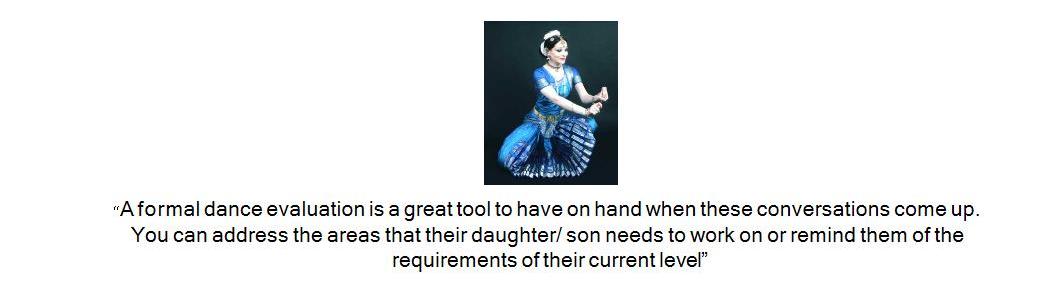 “A formal dance evaluation is a great tool to have on hand when these conversations come up.
You can address the areas that their daughter/ son needs to work on or remind them of the
requirements of their current level”